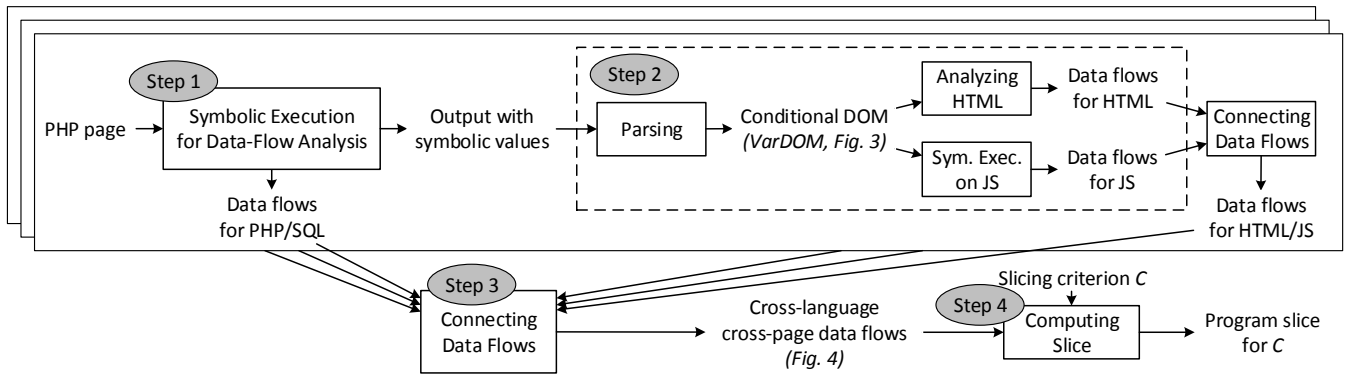 Step 1
Symbolic Execution
for Data-Flow Analysis
PHP page
Output with
symbolic values
Data flows
for PHP/SQL
Step 2
Parsing
Conditional DOM
(VarDOM, Fig. 3)
Analyzing
HTML
Data flows
for HTML
Sym. Exec.
on JS
Data flows
for JS
Connecting
Data Flows
Data flows
for HTML/JS
Step 3
Connecting
Data Flows
Cross-language
cross-page data flows
(Fig. 4)
Step 4
Slicing criterion C
Computing
Slice
Program slice
for C